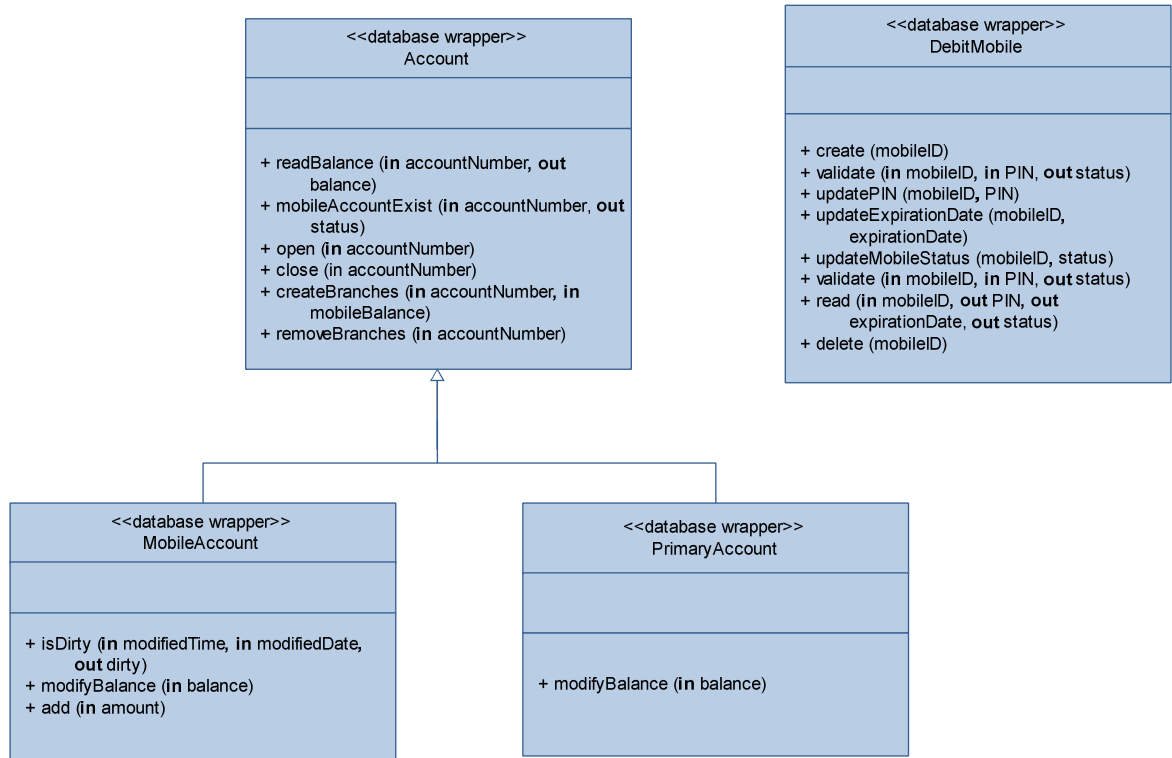 <<database wrapper>>
Account
+ readBalance (in accountNumber, out
balance)
+ mobileAccountExist (in accountNumber, out
status)
+ open (in accountNumber)
+ close (in accountNumber)
+ createBranches (in accountNumber, in
mobileBalance)
+ removeBranches (in accountNumber)
<<database wrapper>>
DebitMobile
+ create (mobileID)
+ validate (in mobileID, in PIN, out status)
+ updatePIN (mobileID, PIN)
+ updateExpirationDate (mobileID,
expirationDate)
+ updateMobileStatus (mobileID, status)
+ validate (in mobileID, in PIN, out status)
+ read (in mobileID, out PIN, out
expirationDate, out status)
+ delete (mobileID)
<<database wrapper>>
MobileAccount
+ isDirty (in modifiedTime, in modifiedDate,
out dirty)
+ modifyBalance (in balance)
+ add (in amount)
<<database wrapper>>
PrimaryAccount
+ modifyBalance (in balance)